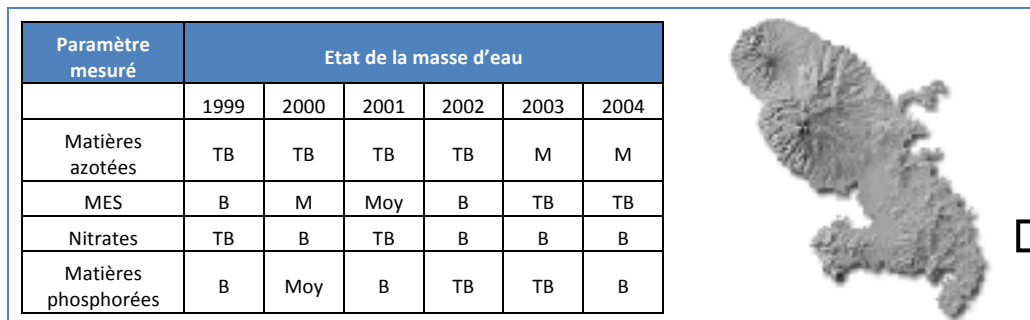 Paramètre mesuré Etat de la masse d’eau
1999 2000 2001 2002 2003 2004
Matières azotées TB TB TB TB M M
MES B M Moy B TB TB
Nitrates TB B TB B B B
Matières phosphorées B Moy B TB TB B